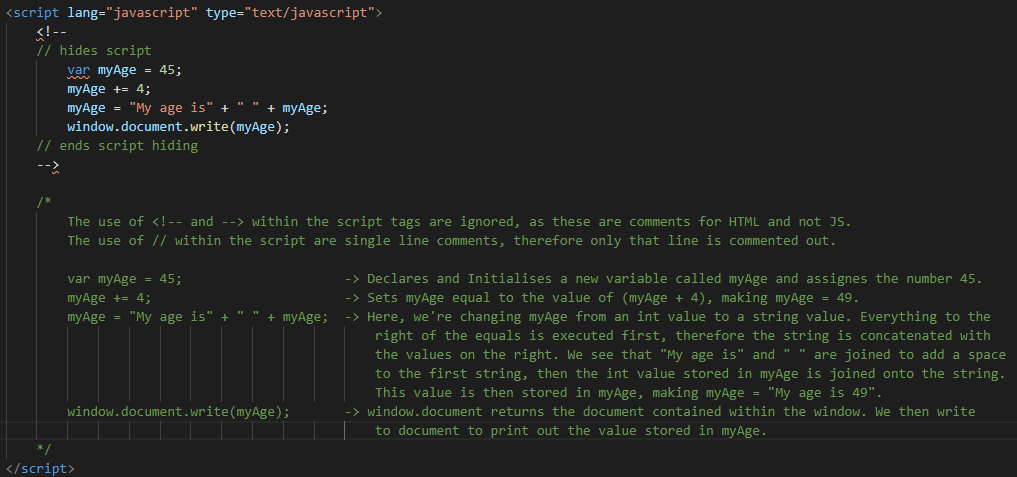 <script lang="javascript" type="text/javascript">
<!--
// hides script
var myAge = 45;
myAge += 4;
myAge = "My age is" + " " + myAge;
window.document.write(myAge);
// ends script hiding
-->
/*
The use of <!-- and --> within the script tags are ignored, as these are comments for HTML and not JS.
The use of // within the script are single line comments, therefore only that line is commented out.
var myAge = 45; -> Declares and Initialises a new variable called myAge and assignes the number 45.
myAge += 4; -> Sets myAge equal to the value of (myAge + 4), making myAge = 49.
myAge = "My age is" + " " + myAge; -> Here, we're changing myAge from an int value to a string value. Everything to the
right of the equals is executed first, therefore the string is concatenated with
the values on the right. We see that "My age is" and " " are joined to add a space
to the first string, then the int value stored in myAge is joined onto the string.
This value is then stored in myAge, making myAge = "My age is 49".
window.document.write(myAge); -> window.document returns the document contained within the window. We then write
to document to print out the value stored in myAge.
*/
</script>